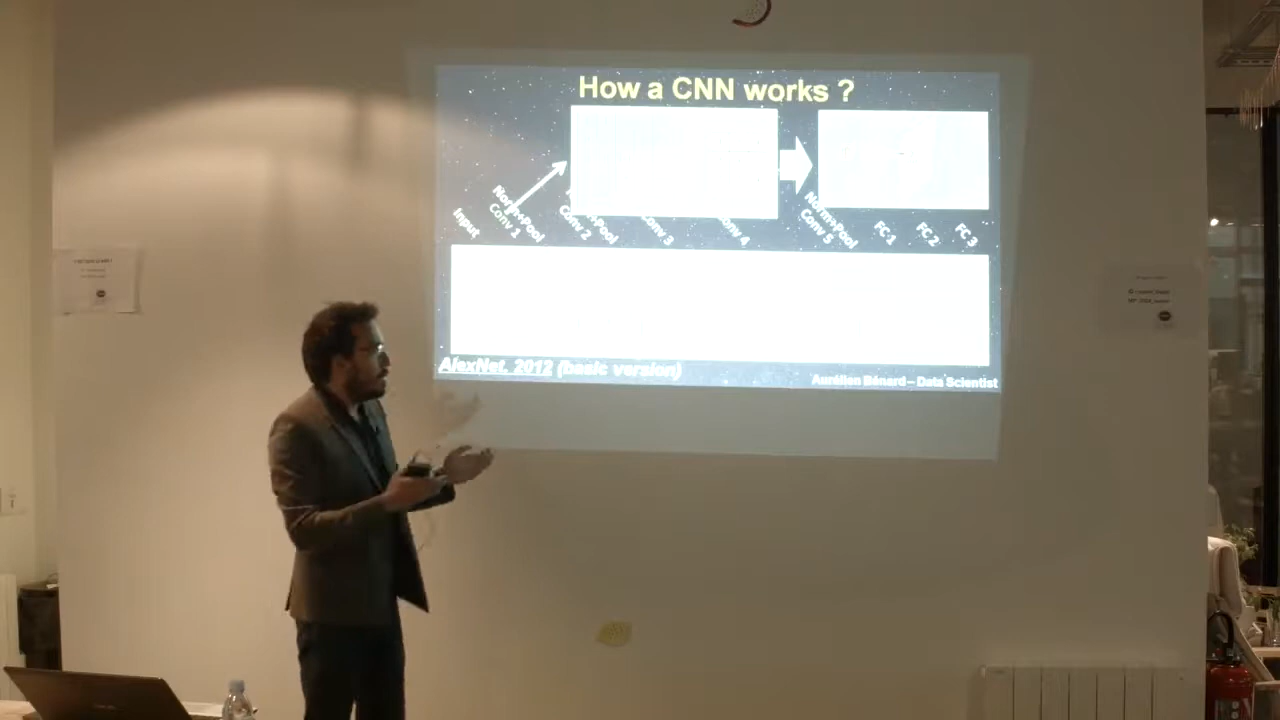 How a CNN works ?
Input
Norm+Pool
Conv 1
+Pool
Conv 2
Conv 3
Conv 4
Norm+Pool
Conv 5
FC 1
FC 2
FC 3
AlexNet, 2012 (basic version)
Aurélien Bénard – Data Scientist